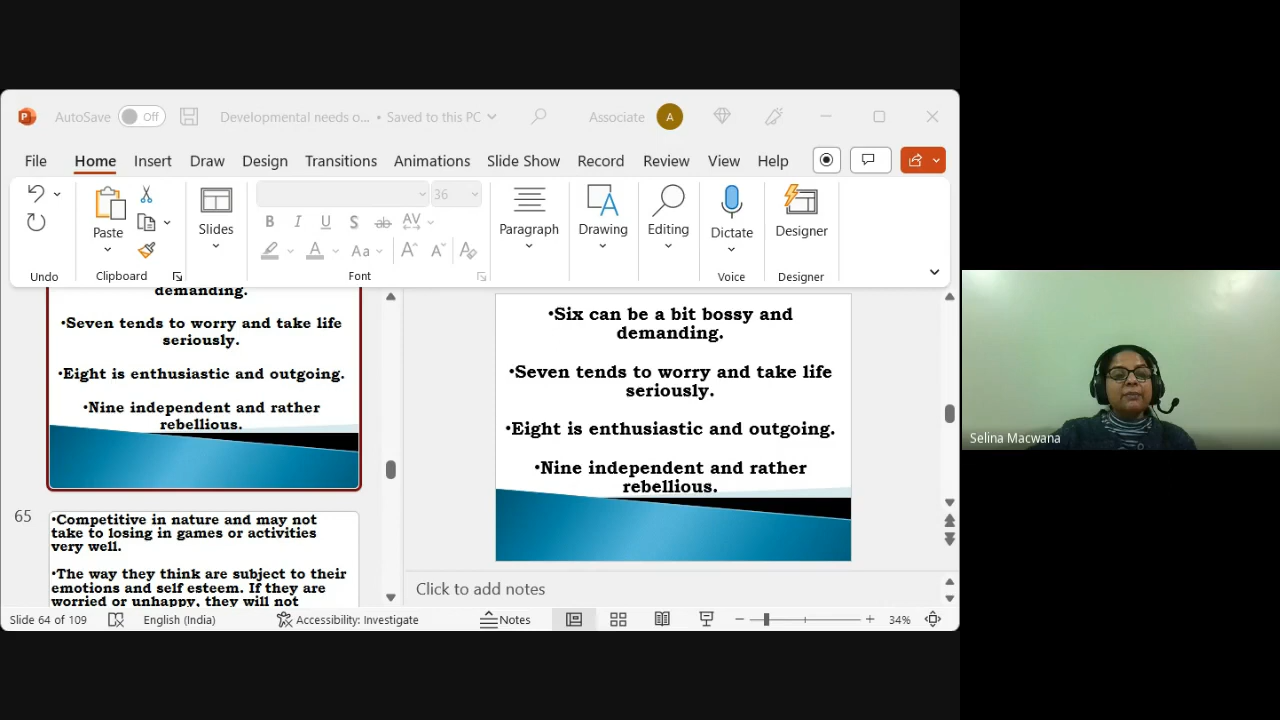 AutoSave Off Developmental needs o... • Saved to this PC Associate A
File Home Insert Draw Design Transitions Animations Slide Show Record Review View Help
36
Paste Slides B I U S ab AV Paragraph Drawing Editing Dictate Designer
A Aa A A A
Undo Clipboard Font Voice Designer
demanding.
•Seven tends to worry and take life
seriously.
•Eight is enthusiastic and outgoing.
•Nine independent and rather
rebellious.
65
•Competitive in nature and may not
take to losing in games or activities
very well.
•The way they think are subject to their
emotions and self esteem. If they are
worried or unhappy, they will not
•Six can be a bit bossy and
demanding.
•Seven tends to worry and take life
seriously.
•Eight is enthusiastic and outgoing.
•Nine independent and rather
rebellious.
Click to add notes
Slide 64 of 109 English (India) Accessibility: Investigate Notes 34%
Selina Macwana